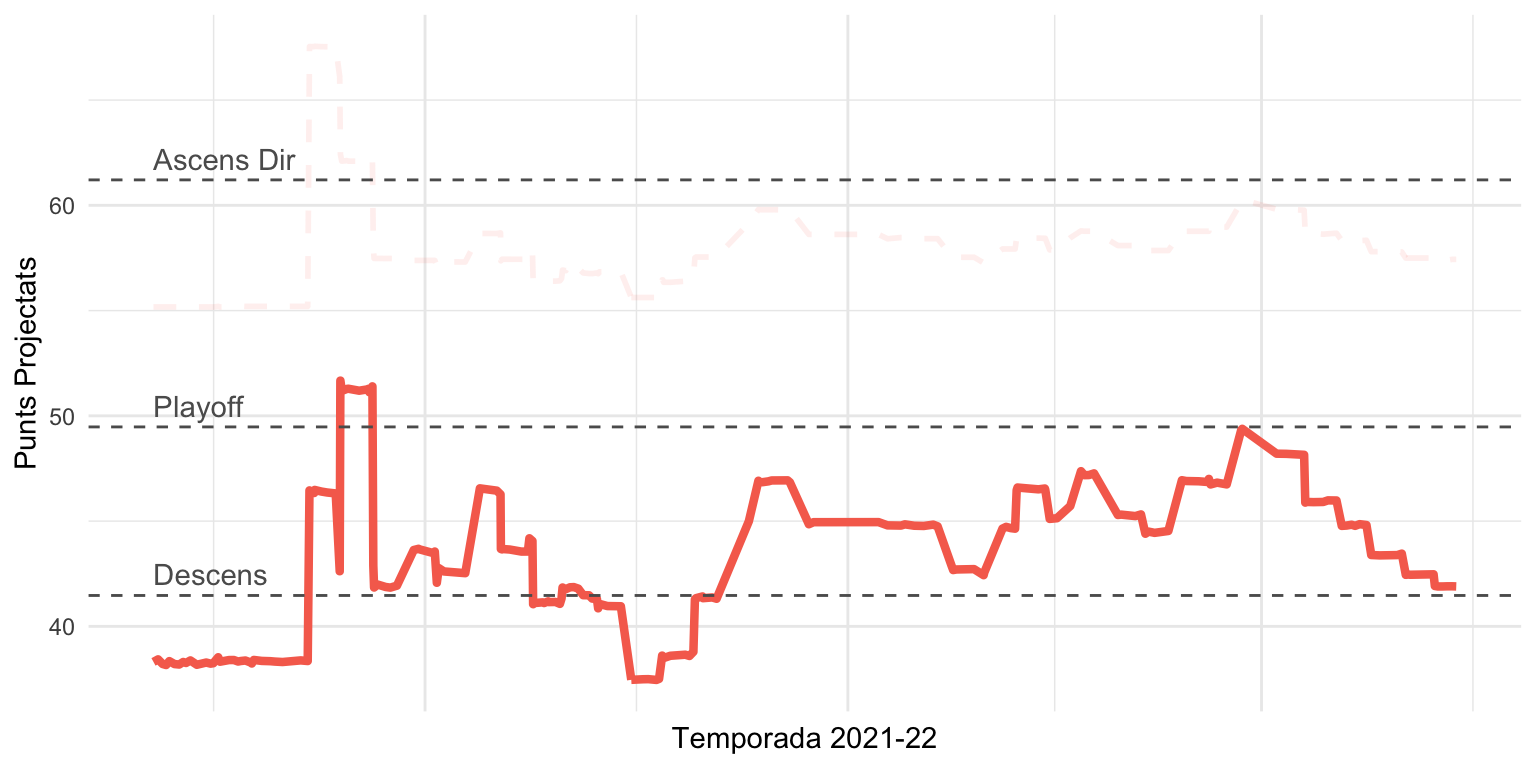 Ascens Dir
60
Punts Projectats
Playoff
50
Descens
40
Temporada 2021-22